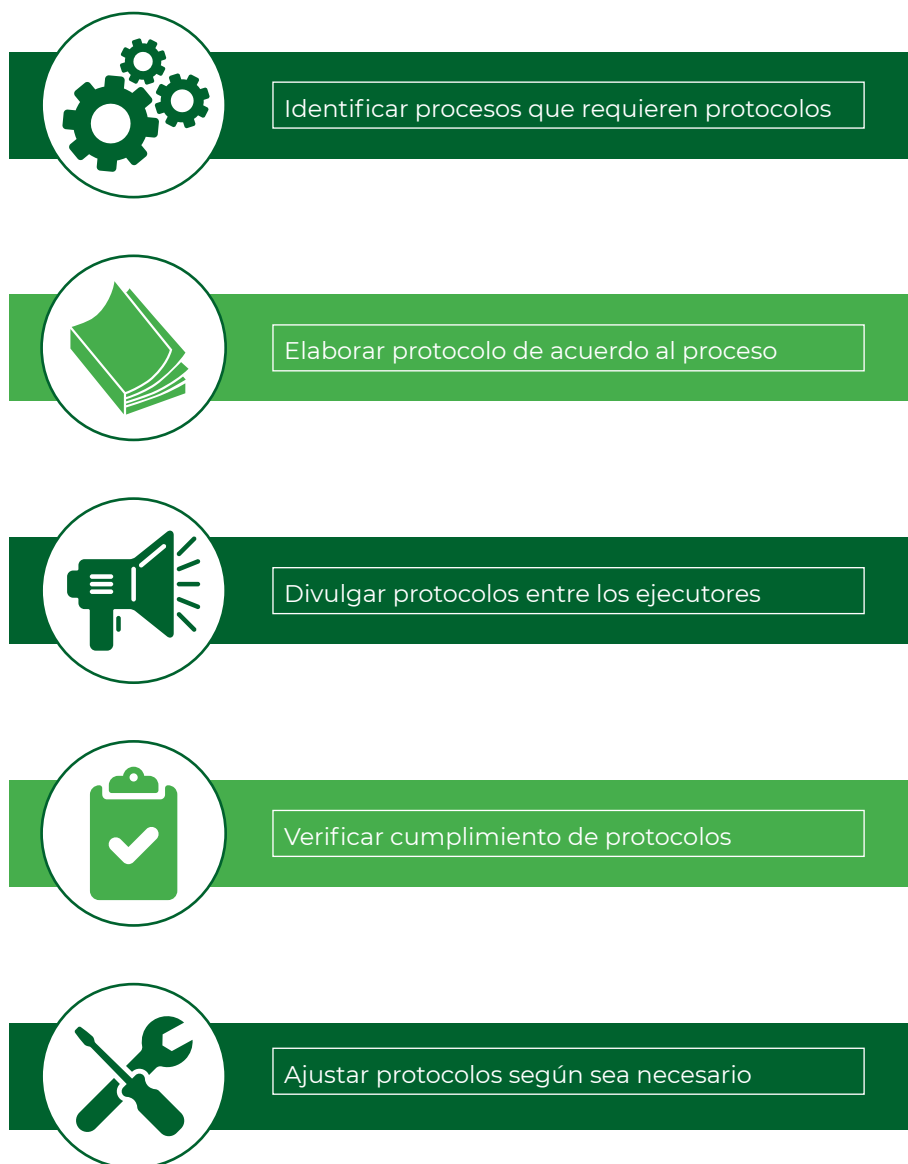 Identificar procesos que requieren protocolos
Elaborar protocolo de acuerdo al proceso
Divulgar protocolos entre los ejecutores
Verificar cumplimiento de protocolos
Ajustar protocolos según sea necesario